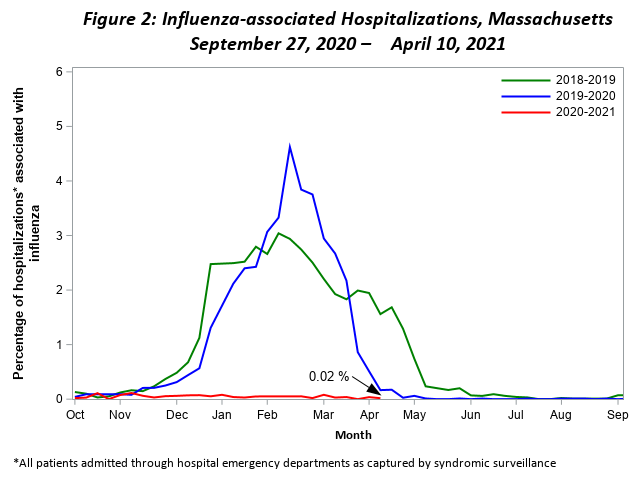 Figure 2: Influenza-associated Hospitalizations, Massachusetts
September 27, 2020 – April 10, 2021
Percentage of hospitalizations* associated with
influenza
6
5
4
3
2
1
0
2018-2019
2019-2020
2020-2021
0.02 %
Oct Nov Dec Jan Feb Mar Apr May Jun Jul Aug Sep
Month
*All patients admitted through hospital emergency departments as captured by syndromic surveillance